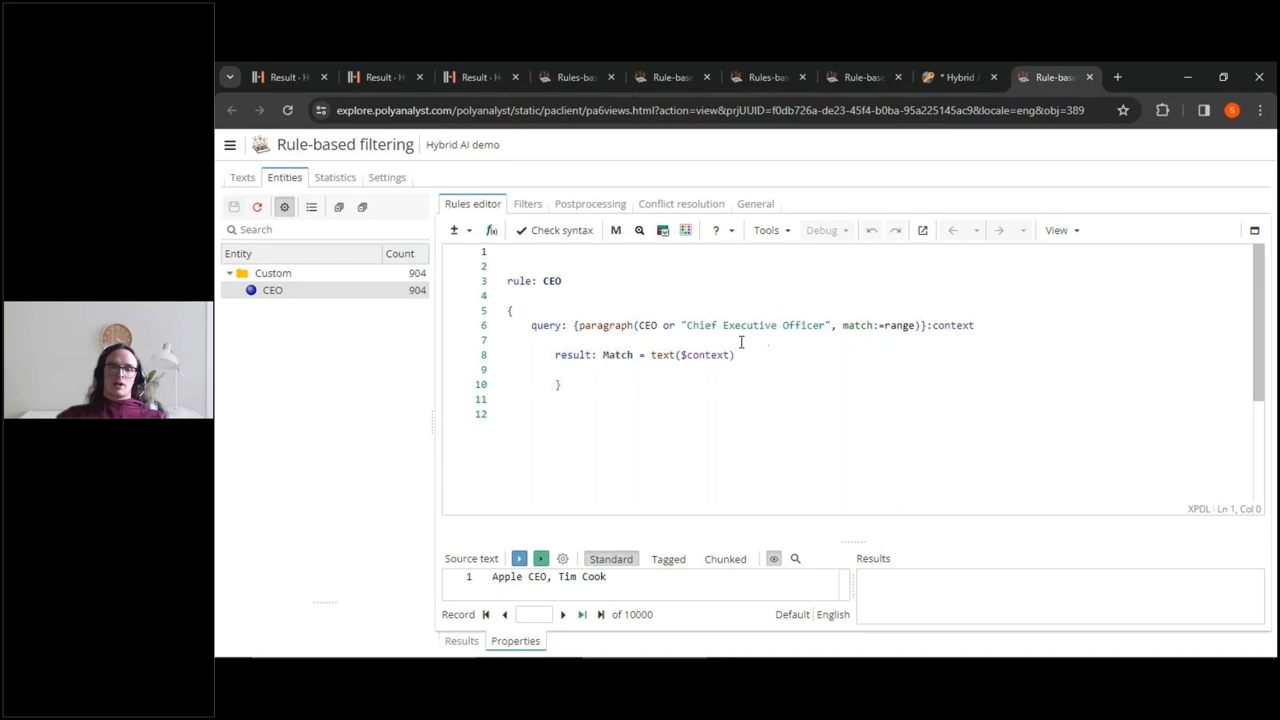 Result · H
Result · H
Result · H
Rules-bas
Rule-base
Rules-bas
Rule-base
* Hybrid A
Rule-base
explore.polyanalyst.com/polyanalyst/static/paclient/pa6views.html?action=view&prjUUID=f0db726a-de23-45f4-b0ba-95a225145ac9&locale=eng&obj=389
S
Rule-based filtering
Hybrid AI demo
Texts
Entities
Statistics
Settings
Rules editor
Filters
Postprocessing
Conflict resolution
General
Search
± f(x) Check syntax M ? Tools Debug View
Entity Count
Custom 904
CEO 904
1
2
3 rule: CEO
4
5 {
6 query: {paragraph(CEO or "Chief Executive Officer", match:=range)}:context
7
8 result: Match = text($context)
9
10 }
11
12
XPDL Ln 1, Col 0
Source text Standard Tagged Chunked Results
1 Apple CEO, Tim Cook
Record of 10000 Default English
Results Properties